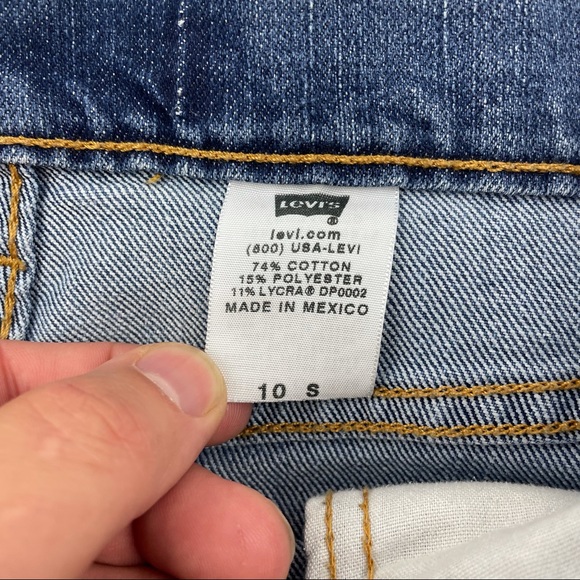 Levi's
®
levi.com
(800) USA-LEVI
74% COTTON
15% POLYESTER
11% LYCRA® DP0002
MADE IN MEXICO
10 S